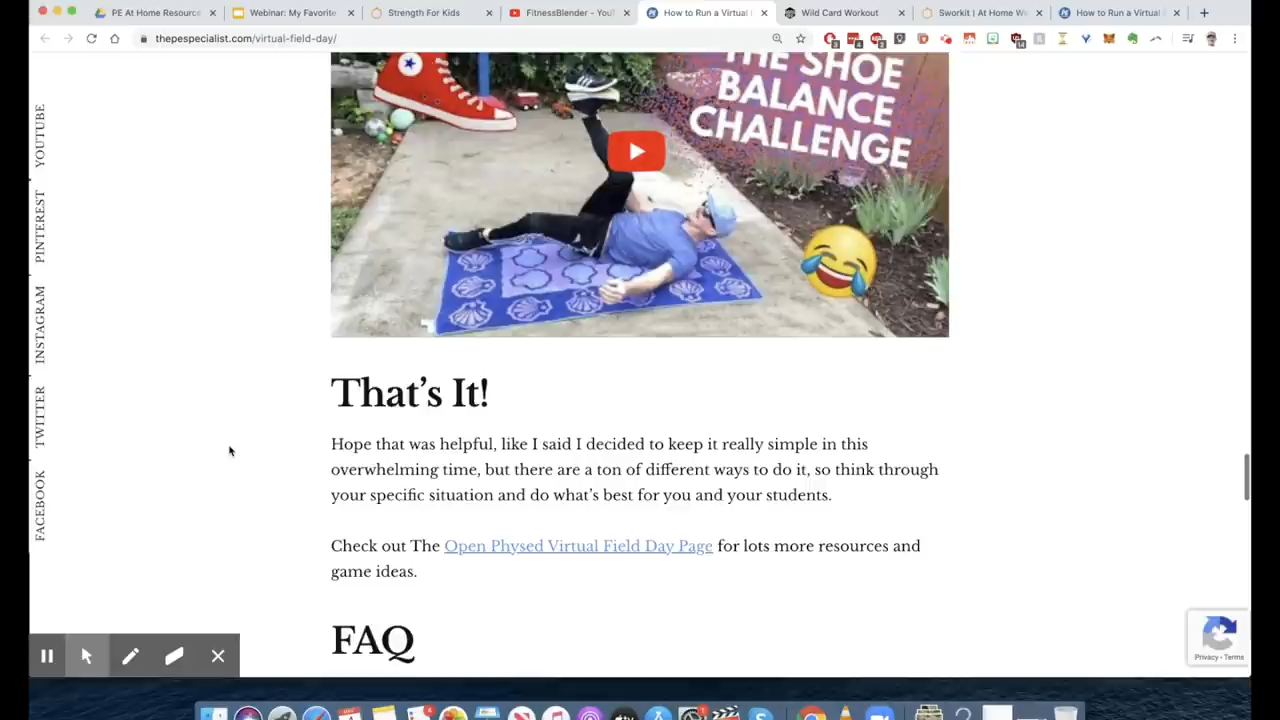 PE At Home Resource
Webinar: My Favorite
Strength For Kids
FitnessBlender - You
How to Run a Virtual
Wild Card Workout
Sworkit | At Home W
How to Run a Virtual
thepespecialist.com/virtual-field-day/
THE SHOE
BALANCE
CHALLENGE
YOUTUBE
PINTEREST
INSTAGRAM
TWITTER
FACEBOOK
That's It!
Hope that was helpful, like I said I decided to keep it really simple in this
overwhelming time, but there are a ton of different ways to do it, so think through
your specific situation and do what's best for you and your students.
Check out The Open Physed Virtual Field Day Page for lots more resources and
game ideas.
FAQ
Privacy - Terms